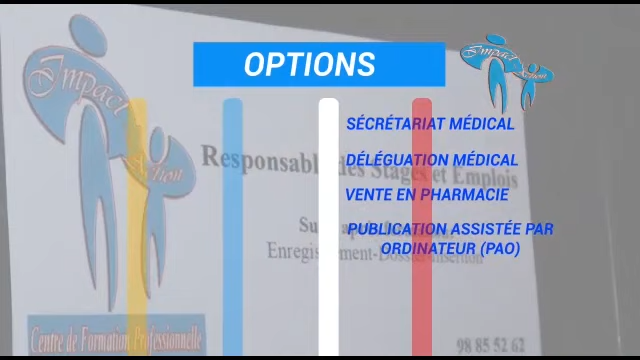 OPTIONS
Impact
Action
SÉCRÉTARIAT MÉDICAL
DÉLÉGUATION MÉDICAL
VENTE EN PHARMACIE
PUBLICATION ASSISTÉE PAR
ORDINATEUR (PAO)
Impact
Action
Responsable des Stages et Emplois
Centre de Formation Professionnelle
98 85 52 62